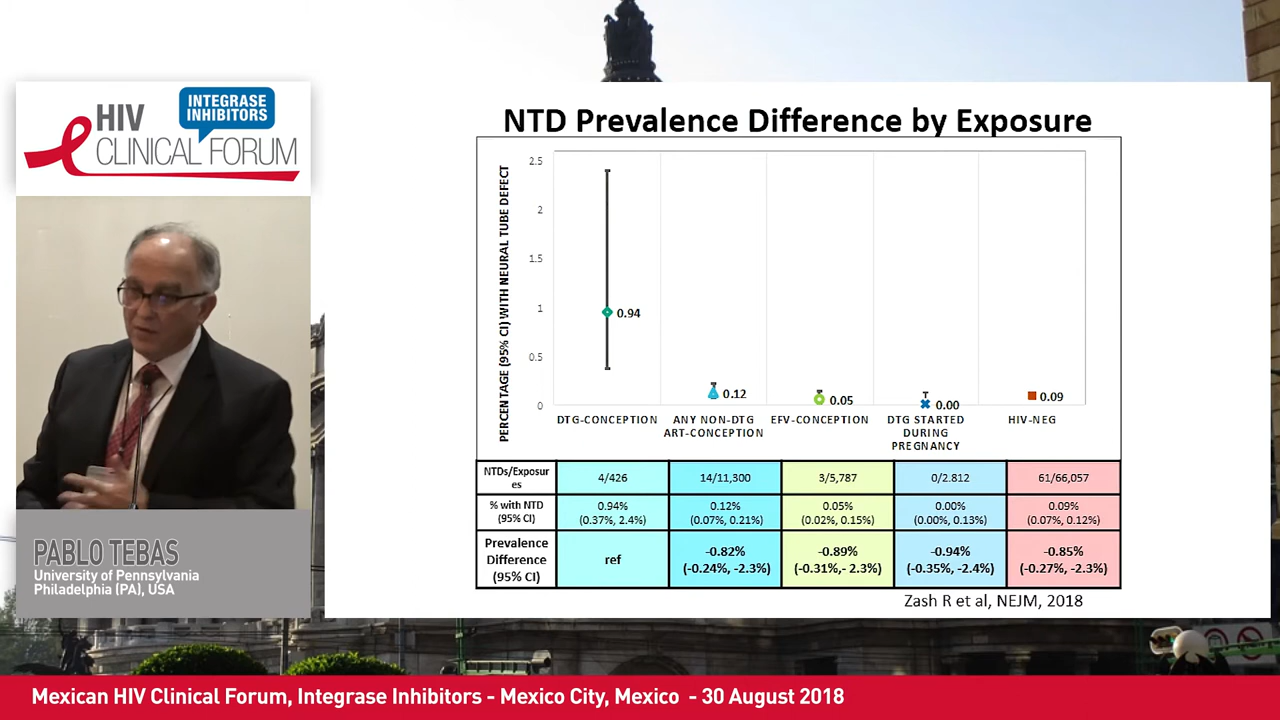 HIV
INTEGRASE
INHIBITORS
CLINICAL FORUM
NTD Prevalence Difference by Exposure
PERCENTAGE (95% CI) WITH NEURAL TUBE DEFECT
2.5
2
1.5
1
0.5
0
0.94
0.12
0.05
0.00
0.09
DTG-CONCEPTION
ANY NON-DTG
ART-CONCEPTION
EFV-CONCEPTION
DTG STARTED
DURING
PREGNANCY
HIV-NEG
NTDs/Exposur
es
4/426
14/11,300
3/5,787
0/2.812
61/66,057
% with NTD
(95% CI)
0.94%
(0.37%, 2.4%)
0.12%
(0.07%, 0.21%)
0.05%
(0.02%, 0.15%)
0.00%
(0.00%, 0.13%)
0.09%
(0.07%, 0.12%)
Prevalence
Difference
(95% CI)
ref
-0.82%
(-0.24%, -2.3%)
-0.89%
(-0.31%,- 2.3%)
-0.94%
(-0.35%, -2.4%)
-0.85%
(-0.27%, -2.3%)
Zash R et al, NEJM, 2018
PABLO TEBAS
University of Pennsylvania
Philadelphia (PA), USA
Mexican HIV Clinical Forum, Integrase Inhibitors - Mexico City, Mexico - 30 August 2018